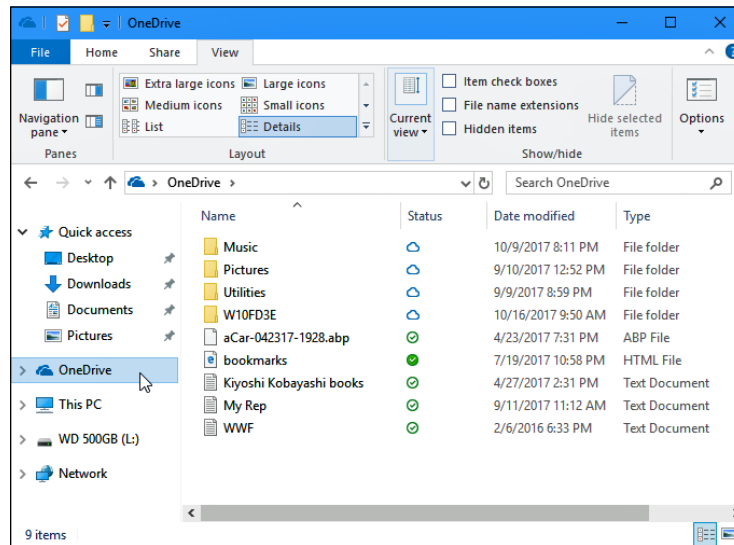 OneDrive
File Home Share View
Extra large icons Large icons
Medium icons Small icons
List Details
Navigation pane
Current view
Item check boxes
File name extensions
Hidden items
Hide selected items
Options
Panes Layout Show/hide
OneDrive
Search OneDrive
Name Status Date modified Type
Quick access
Desktop
Downloads
Documents
Pictures
OneDrive
This PC
WD 500GB (L:)
Network
Music 10/9/2017 8:11 PM File folder
Pictures 9/10/2017 12:52 PM File folder
Utilities 9/9/2017 8:59 PM File folder
W10FD3E 10/16/2017 9:50 AM File folder
aCar-042317-1928.abp 4/23/2017 7:31 PM ABP File
bookmarks 7/19/2017 10:58 PM HTML File
Kiyoshi Kobayashi books 4/27/2017 2:31 PM Text Document
My Rep 9/11/2017 11:12 AM Text Document
WWF 2/6/2016 6:33 PM Text Document
9 items